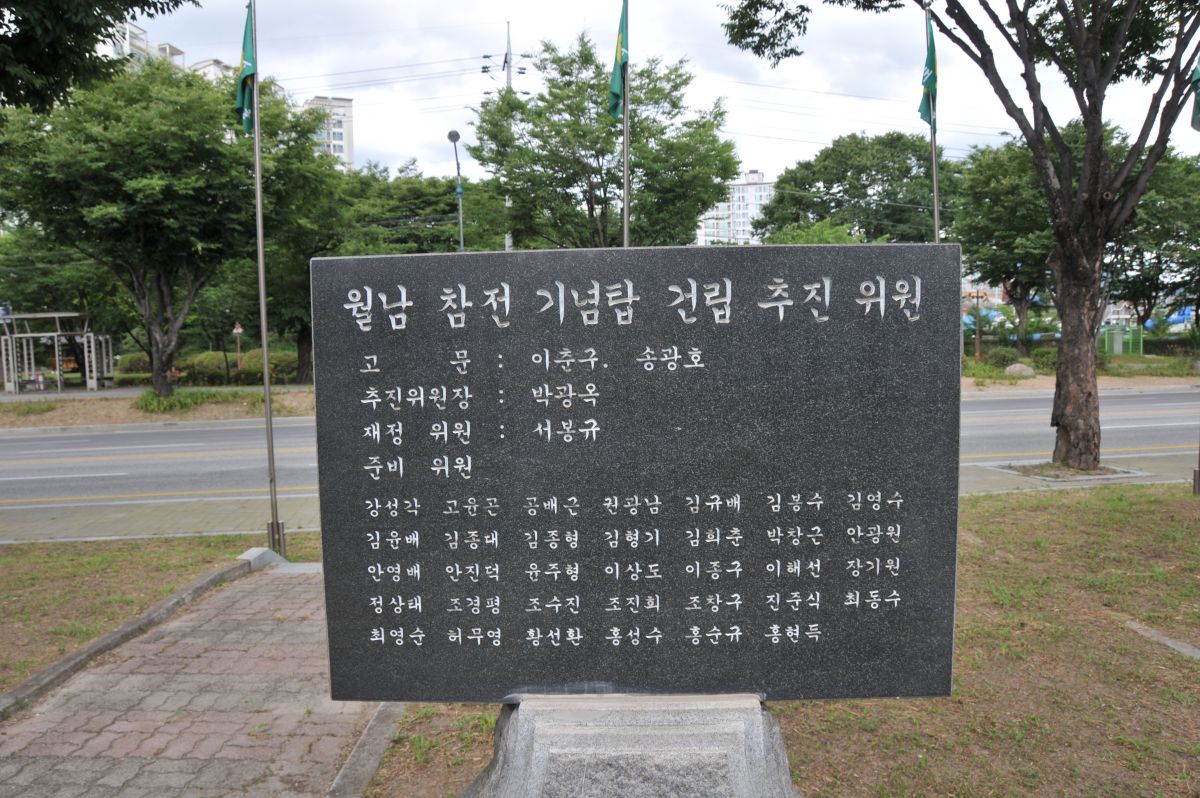 월남 참전 기념탑 건립 추진 위원
고 문 : 이춘구. 송광호
추진위원장 : 박광옥
재정 위원 : 서봉규
준비 위원
강성각 고윤곤 공배근 권광남 김규배 김봉수 김영수
김윤배 김종대 김종형 김형기 김희춘 박창근 안광원
안영배 안진덕 윤주형 이상도 이종구 이해선 장기원
정상태 조경평 조수진 조진희 조창구 진준식 최동수
최영순 허무영 황선환 홍성수 홍순규 홍현득